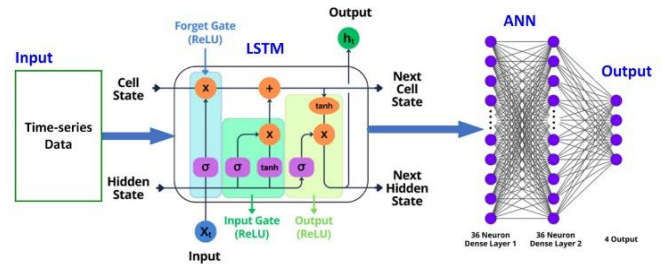 Input
Time-series
Data
Forget Gate
(ReLU)
LSTM
Output
h_t
Cell
State
Hidden
State
x
+
tanh
x
x
σ
σ
tanh
σ
Next
Cell
State
Next
Hidden
State
X_t
Input
Input Gate
(ReLU)
Output
(ReLU)
ANN
Output
36 Neuron
Dense Layer 1
36 Neuron
Dense Layer 2
4 Output